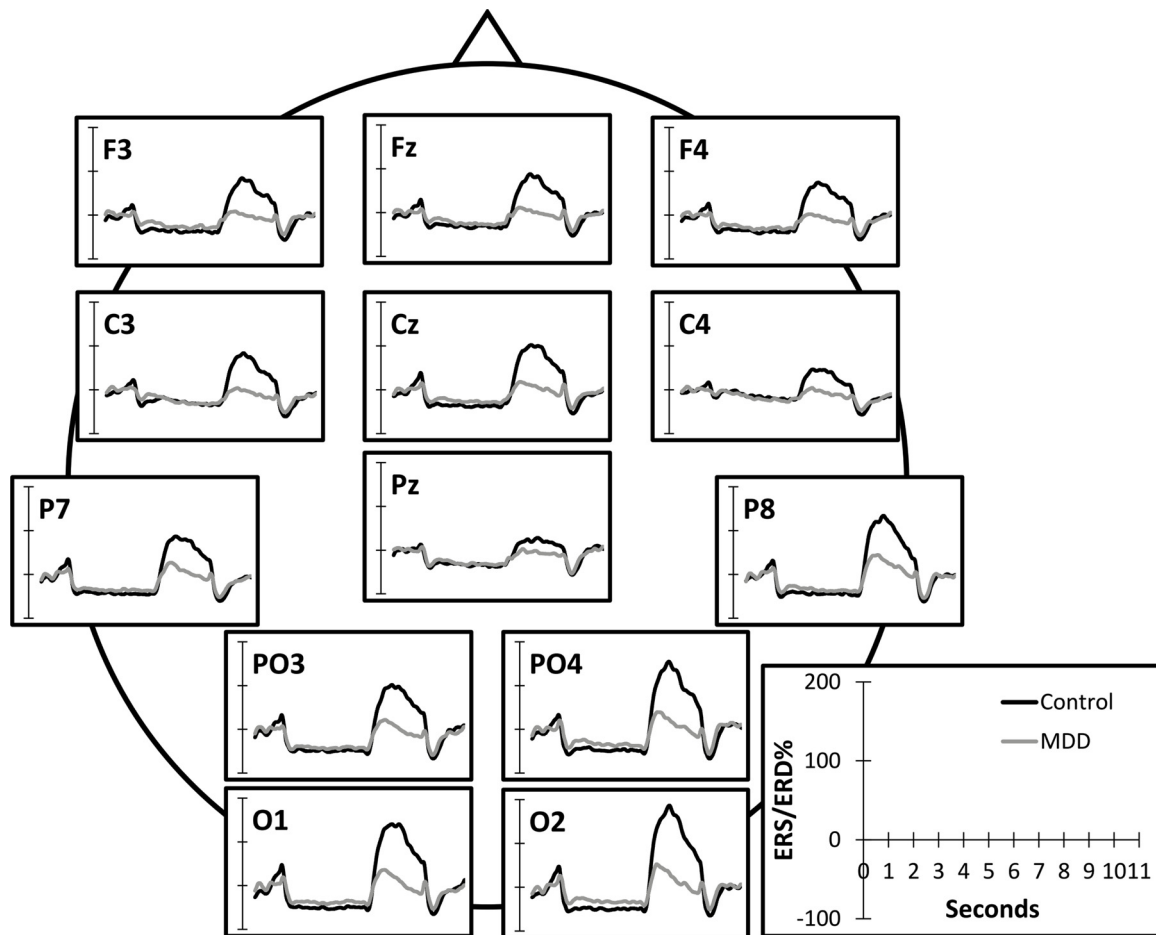 F3
Fz
F4
C3
Cz
C4
Pz
P7
P8
PO3
PO4
O1
O2
200
100
0
-100
ERS/ERD%
Control
MDD
0 1 2 3 4 5 6 7 8 9 10 11
Seconds